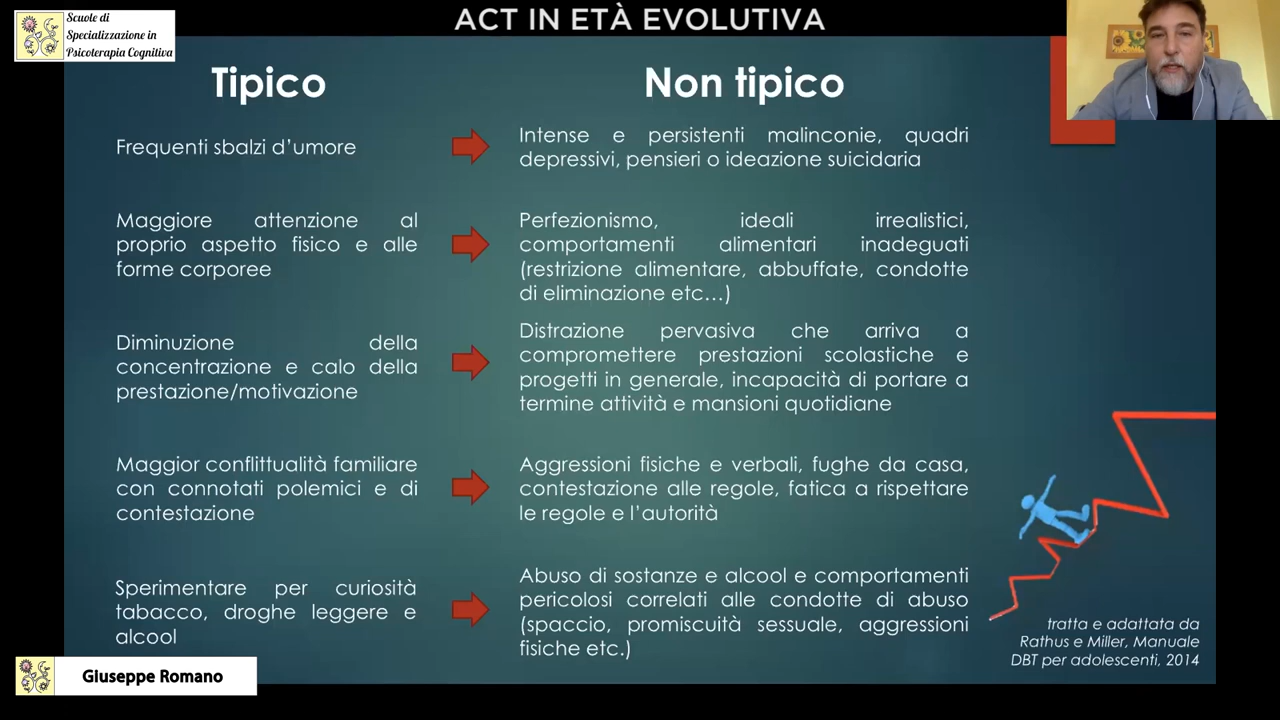 ACT IN ETÀ EVOLUTIVA
Scuole di
Specializzazione in
Psicoterapia Cognitiva
Tipico
Non tipico
Frequenti sbalzi d'umore
Intense e persistenti malinconie, quadri
depressivi, pensieri o ideazione suicidaria
Maggiore attenzione al
proprio aspetto fisico e alle
forme corporee
Perfezionismo, ideali irrealistici,
comportamenti alimentari inadeguati
(restrizione alimentare, abbuffate, condotte
di eliminazione etc…)
Diminuzione della
concentrazione e calo della
prestazione/motivazione
Distrazione pervasiva che arriva a
compromettere prestazioni scolastiche e
progetti in generale, incapacità di portare a
termine attività e mansioni quotidiane
Maggior conflittualità familiare
con connotati polemici e di
contestazione
Aggressioni fisiche e verbali, fughe da casa,
contestazione alle regole, fatica a rispettare
le regole e l'autorità
Sperimentare per curiosità
tabacco, droghe leggere e
alcool
Abuso di sostanze e alcool e comportamenti
pericolosi correlati alle condotte di abuso
(spaccio, promiscuità sessuale, aggressioni
fisiche etc.)
tratta e adattata da
Rathus e Miller, Manuale
DBT per adolescenti, 2014
Giuseppe Romano